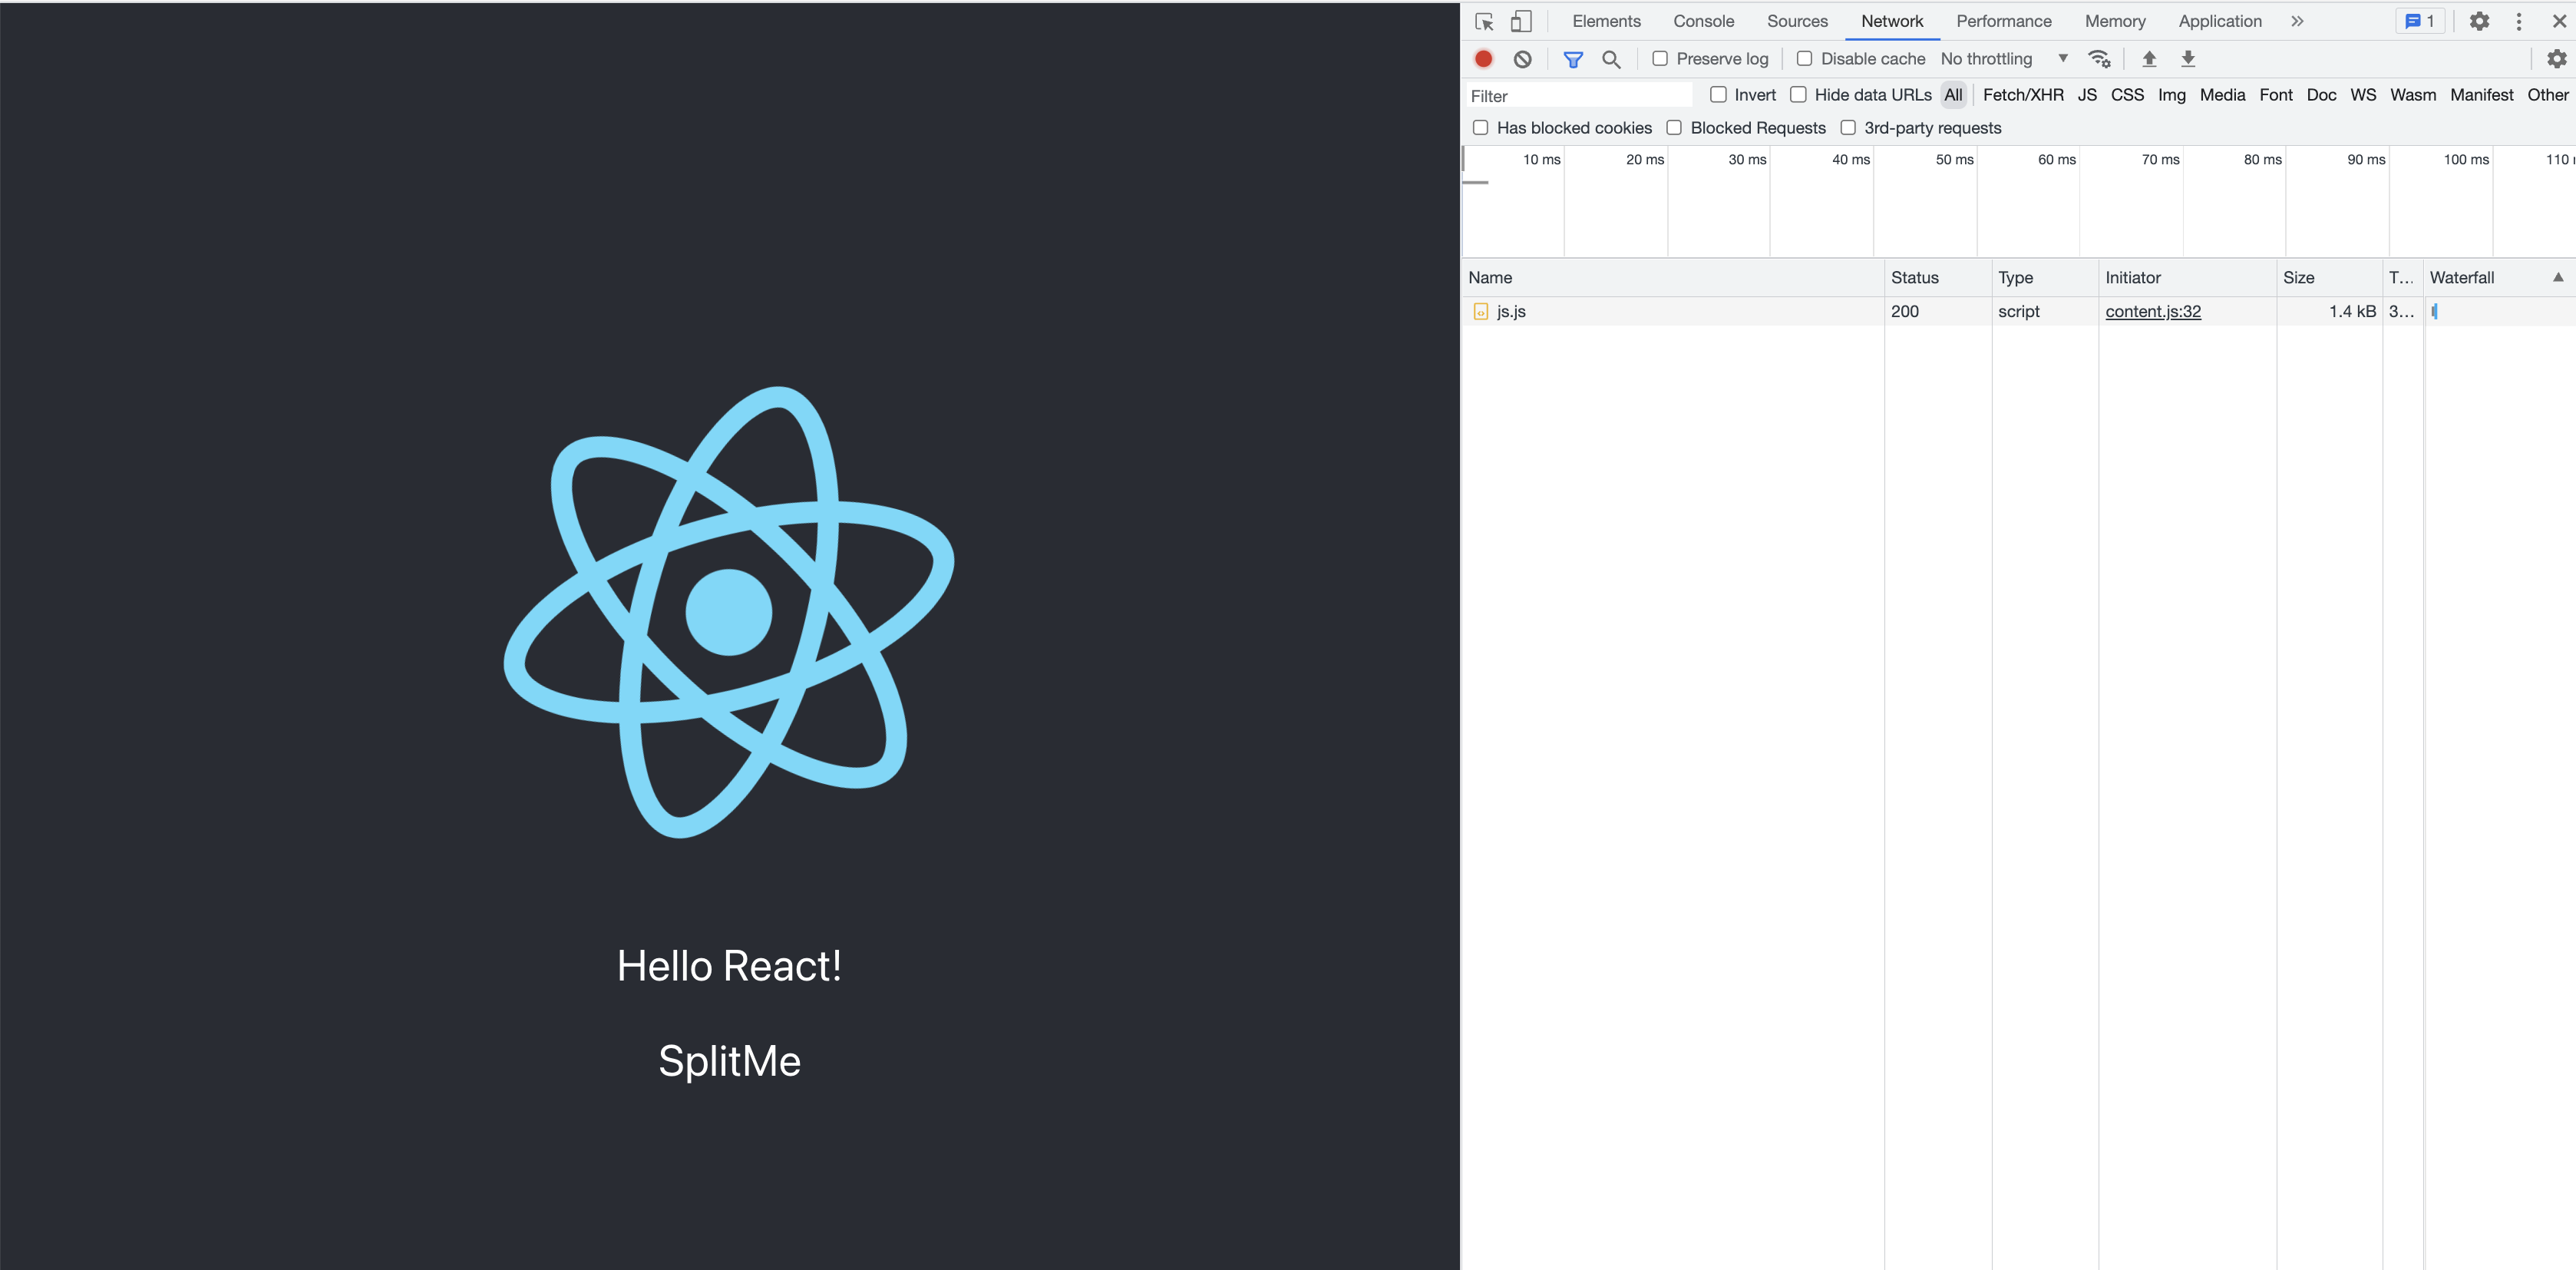 Hello React!
SplitMe
Elements Console Sources Network Performance Memory Application 1
Preserve log Disable cache No throttling
Filter Invert Hide data URLs All Fetch/XHR JS CSS Img Media Font Doc WS Wasm Manifest Other
Has blocked cookies Blocked Requests 3rd-party requests
10 ms 20 ms 30 ms 40 ms 50 ms 60 ms 70 ms 80 ms 90 ms 100 ms 110
Name Status Type Initiator Size T... Waterfall
js.js 200 script content.js:32 1.4 kB 3...